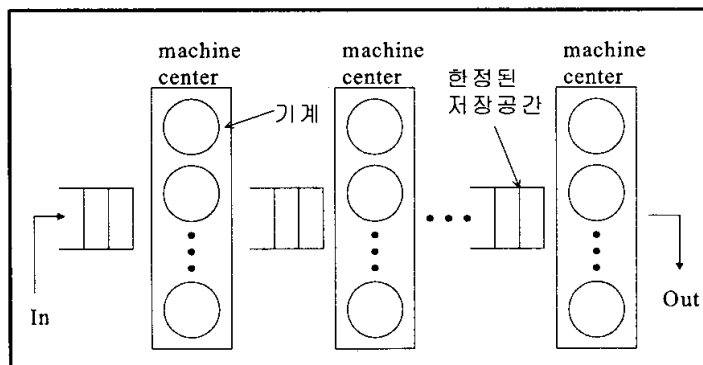 machine
center
machine
center
machine
center
기계
한정된
저장공간
In
Out